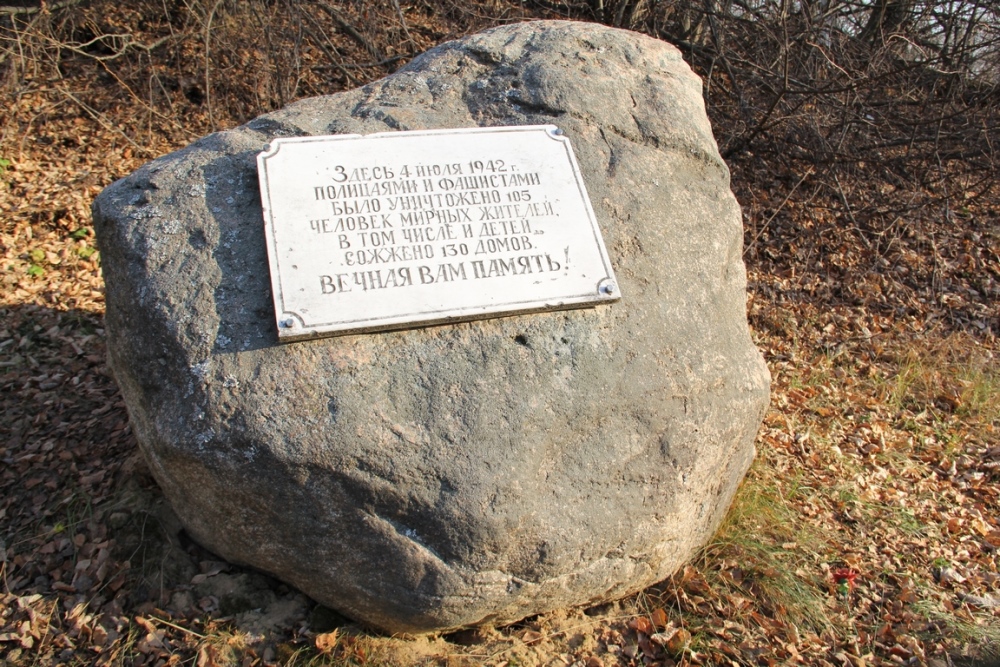 Здесь 4 июля 1942 г.
полицаями и фашистами
было уничтожено 105
человек мирных жителей,
в том числе и детей,
сожжено 130 домов.
Вечная вам память!